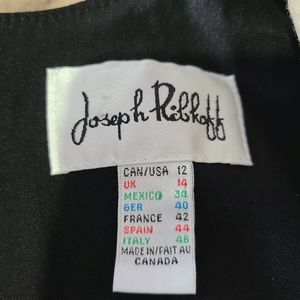 Joseph Ribkoff
CAN/USA 12
UK 14
MEXICO 34
GER 40
FRANCE 42
SPAIN 44
ITALY 46
MADE IN/FAIT AU
CANADA